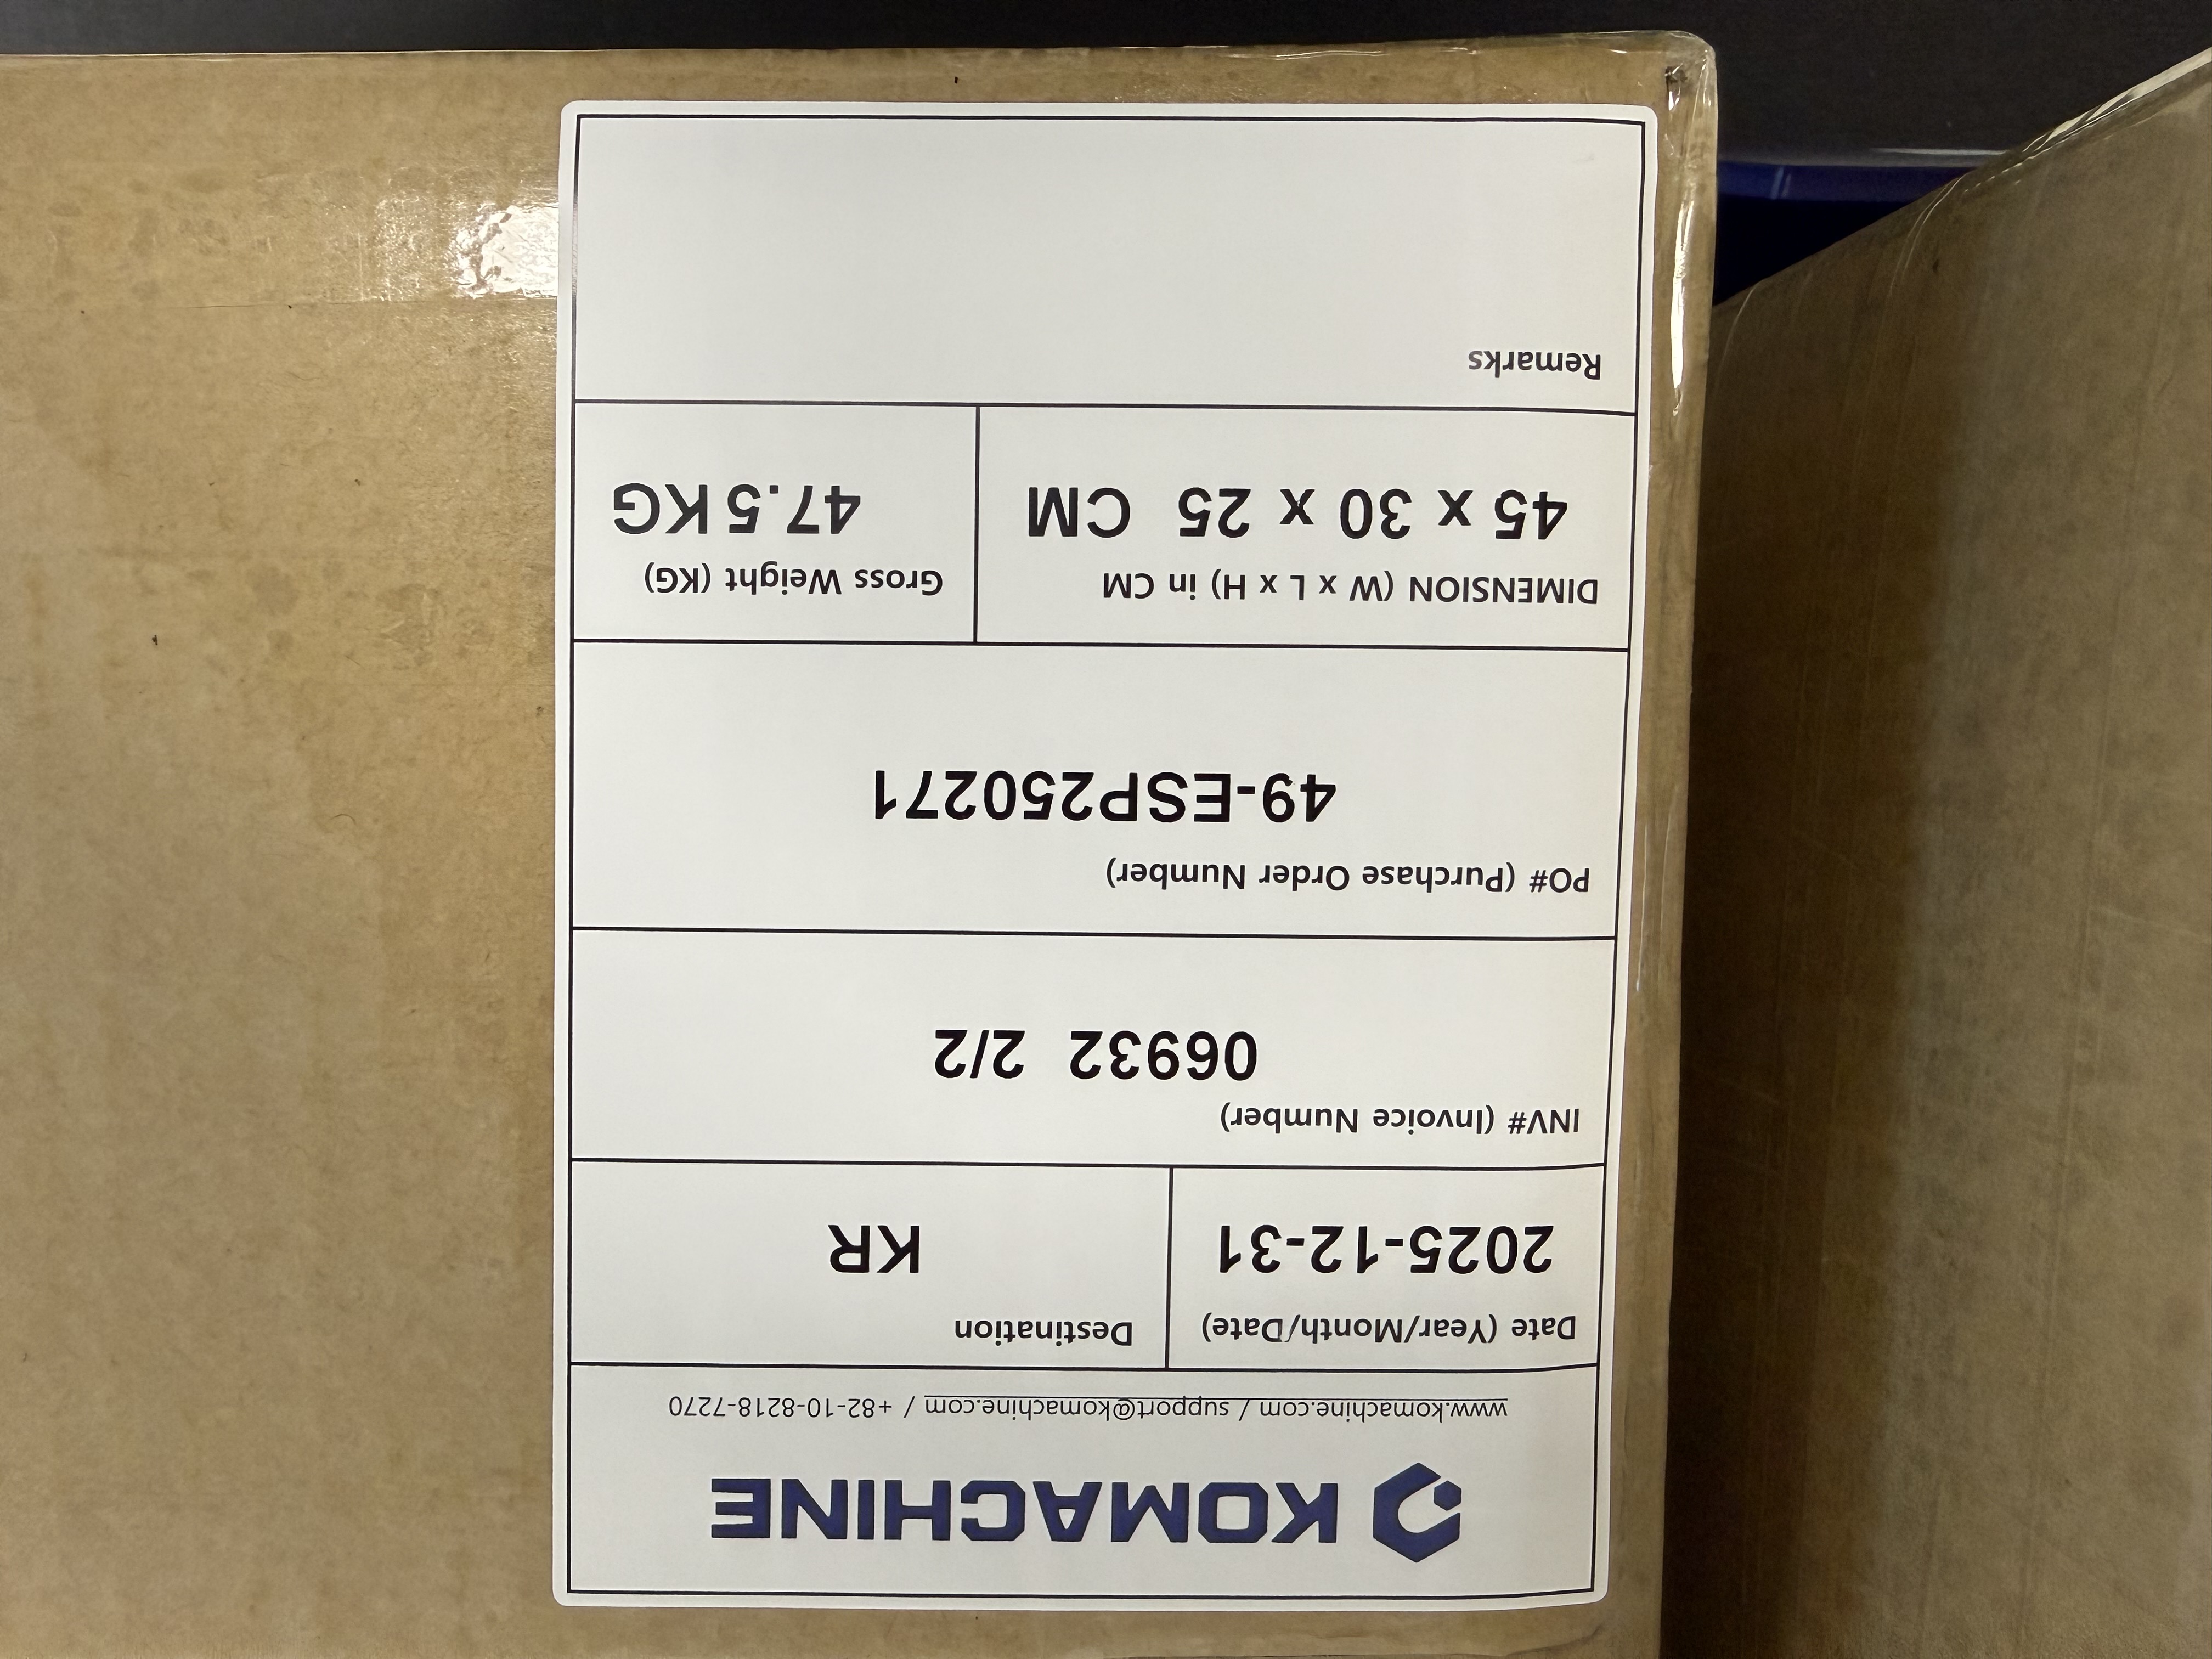 KOMACHINE
www.komachine.com / support@komachine.com / +82-10-8218-7270
Date (Year/Month/Date)
2025-12-31
Destination
KR
INV# (Invoice Number)
06932 2/2
PO# (Purchase Order Number)
49-ESP250271
DIMENSION (W x L x H) in CM
45 x 30 x 25 CM
Gross Weight (KG)
47.5 KG
Remarks